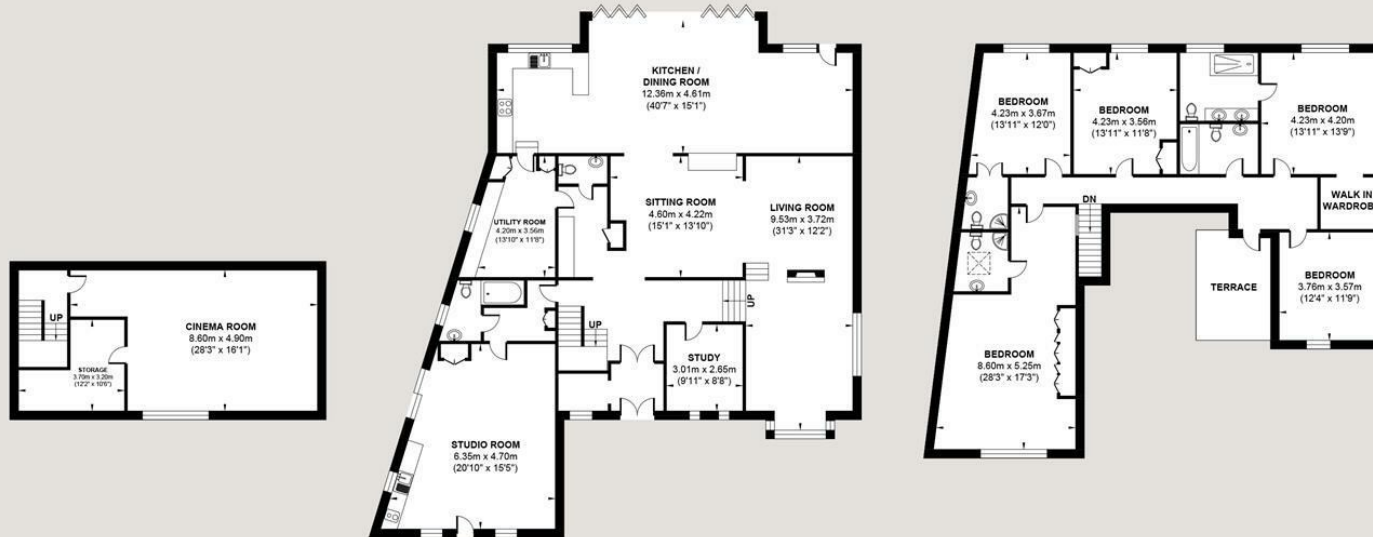 UP
CINEMA ROOM
8.60m x 4.90m
(28'3" x 16'1")
STORAGE
3.70m x 3.20m
(12'2" x 10'6")
KITCHEN /
DINING ROOM
12.36m x 4.61m
(40'7" x 15'1")
UTILITY ROOM
4.20m x 3.56m
(13'10" x 11'8")
SITTING ROOM
4.60m x 4.22m
(15'1" x 13'10")
LIVING ROOM
9.53m x 3.72m
(31'3" x 12'2")
UP
UP
STUDY
3.01m x 2.65m
(9'11" x 8'8")
STUDIO ROOM
6.35m x 4.70m
(20'10" x 15'5")
BEDROOM
4.23m x 3.67m
(13'11" x 12'0")
BEDROOM
4.23m x 3.56m
(13'11" x 11'8")
BEDROOM
4.23m x 4.20m
(13'11" x 13'9")
DN
WALK IN
WARDROB
TERRACE
BEDROOM
3.76m x 3.57m
(12'4" x 11'9")
BEDROOM
8.60m x 5.25m
(28'3" x 17'3")